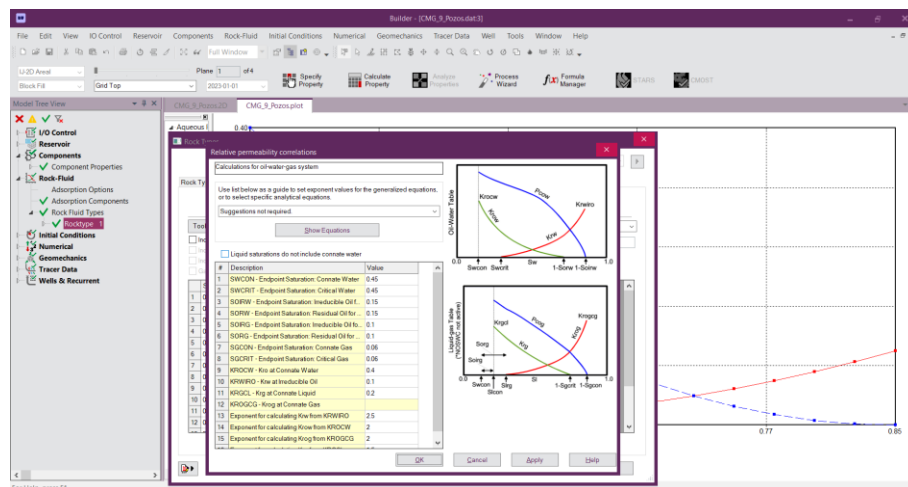 Builder - (CMG_9_Pozos.dat:3)
File Edit View IO Control Reservoir Components Rock-Fluid Initial Conditions Numerical Geomechanics Tracer Data Well Tools Window Help
Full Window
IJ-2D Areal
Plane 1 of 4
Block Fill
Grid Top
2023-01-01
Specify Property
Calculate Property
Analyze Properties
Process Wizard
Formula Manager
STARS
CMOST
Model Tree View
CMG_9_Pozos.2D
CMG_9_Pozos.plot
I/O Control
Reservoir
Components
Component Properties
Rock-Fluid
Adsorption Options
Adsorption Components
Rock Fluid Types
Rocktype 1
Initial Conditions
Numerical
Geomechanics
Tracer Data
Wells & Recurrent
0.40
Relative permeability correlations
Calculations for oil-water-gas system
Use list below as a guide to set exponent values for the generalized equations,
or to select specific analytical equations.
Suggestions not required.
Show Equations
Liquid saturations do not include connate water
# Description Value
1 SWCON - Endpoint Saturation: Connate Water 0.45
2 SWCRIT - Endpoint Saturation: Critical Water 0.45
3 SOIRW - Endpoint Saturation: Irreducible Oil f... 0.15
4 SORW - Endpoint Saturation: Residual Oil for ... 0.15
5 SOIRG - Endpoint Saturation: Irreducible Oil fo... 0.1
6 SORG - Endpoint Saturation: Residual Oil for ... 0.1
7 SGCON - Endpoint Saturation: Connate Gas 0.06
8 SGCRIT - Endpoint Saturation: Critical Gas 0.06
9 KROCW - Kro at Connate Water 0.4
10 KRWIRO - Krw at Irreducible Oil 0.1
11 KRGCL - Krg at Connate Liquid 0.2
12 KROGCG - Krog at Connate Gas
13 Exponent for calculating Krw from KRWIRO 2.5
14 Exponent for calculating Krow from KROCW 2
15 Exponent for calculating Krog from KROGCG 2
OK
Cancel
Apply
Help
Oil-Water Table
Krocw
Pcow
Krwiro
Krow
Krw
0.0 Swcon Swcrit Sw 1-Sorw 1-Soirw 1.0
Liquid-gas Table
(*NOSWC not active)
Krgcl
Pcog
Krogcg
Sorg
Krg
Krog
Soirg
0.0 Swcon Slrg Sl 1-Sgcrit 1-Sgcon 1.0
Slcon
0.77
0.85